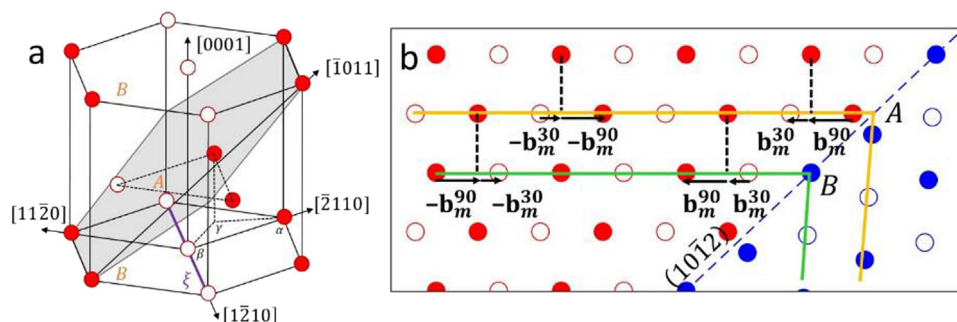 a
[0001]
[1̅011]
B
A
[112̅0]
[2̅110]
γ
α
β
B
ξ
[12̅10]
b
A
−b_m^30 −b_m^90 b_m^30 b_m^90
B
−b_m^90 −b_m^30 b_m^90 b_m^30
(101̅2)